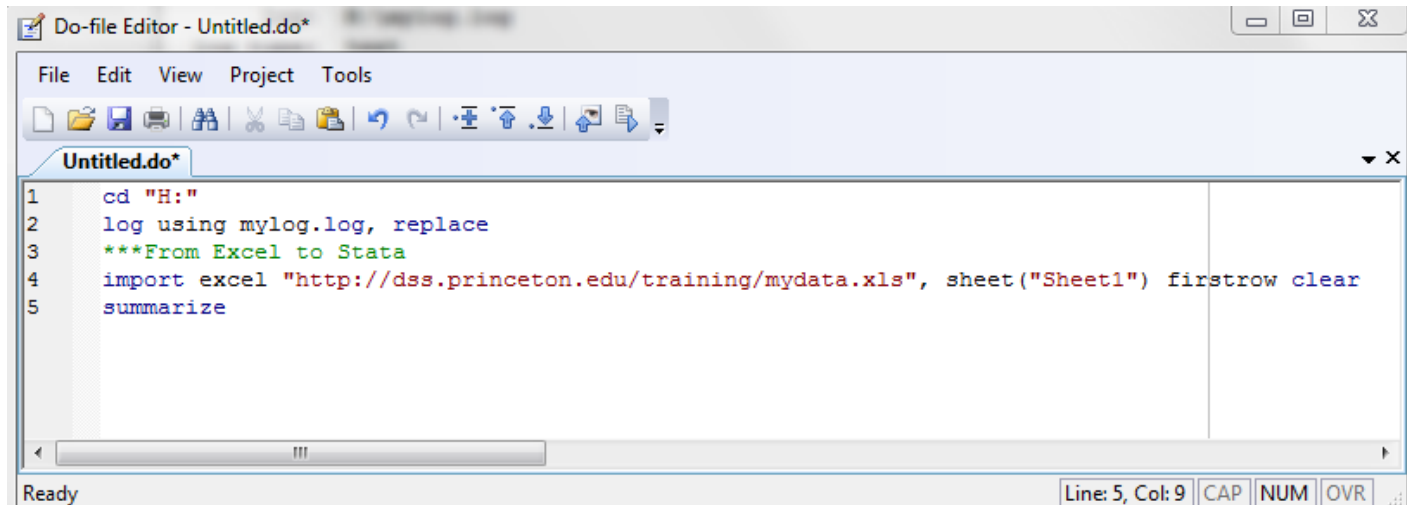 Do-file Editor - Untitled.do*
File Edit View Project Tools
Untitled.do*
1 cd "H:"
2 log using mylog.log, replace
3 ***From Excel to Stata
4 import excel "http://dss.princeton.edu/training/mydata.xls", sheet("Sheet1") firstrow clear
5 summarize
Ready Line: 5, Col: 9 CAP NUM OVR